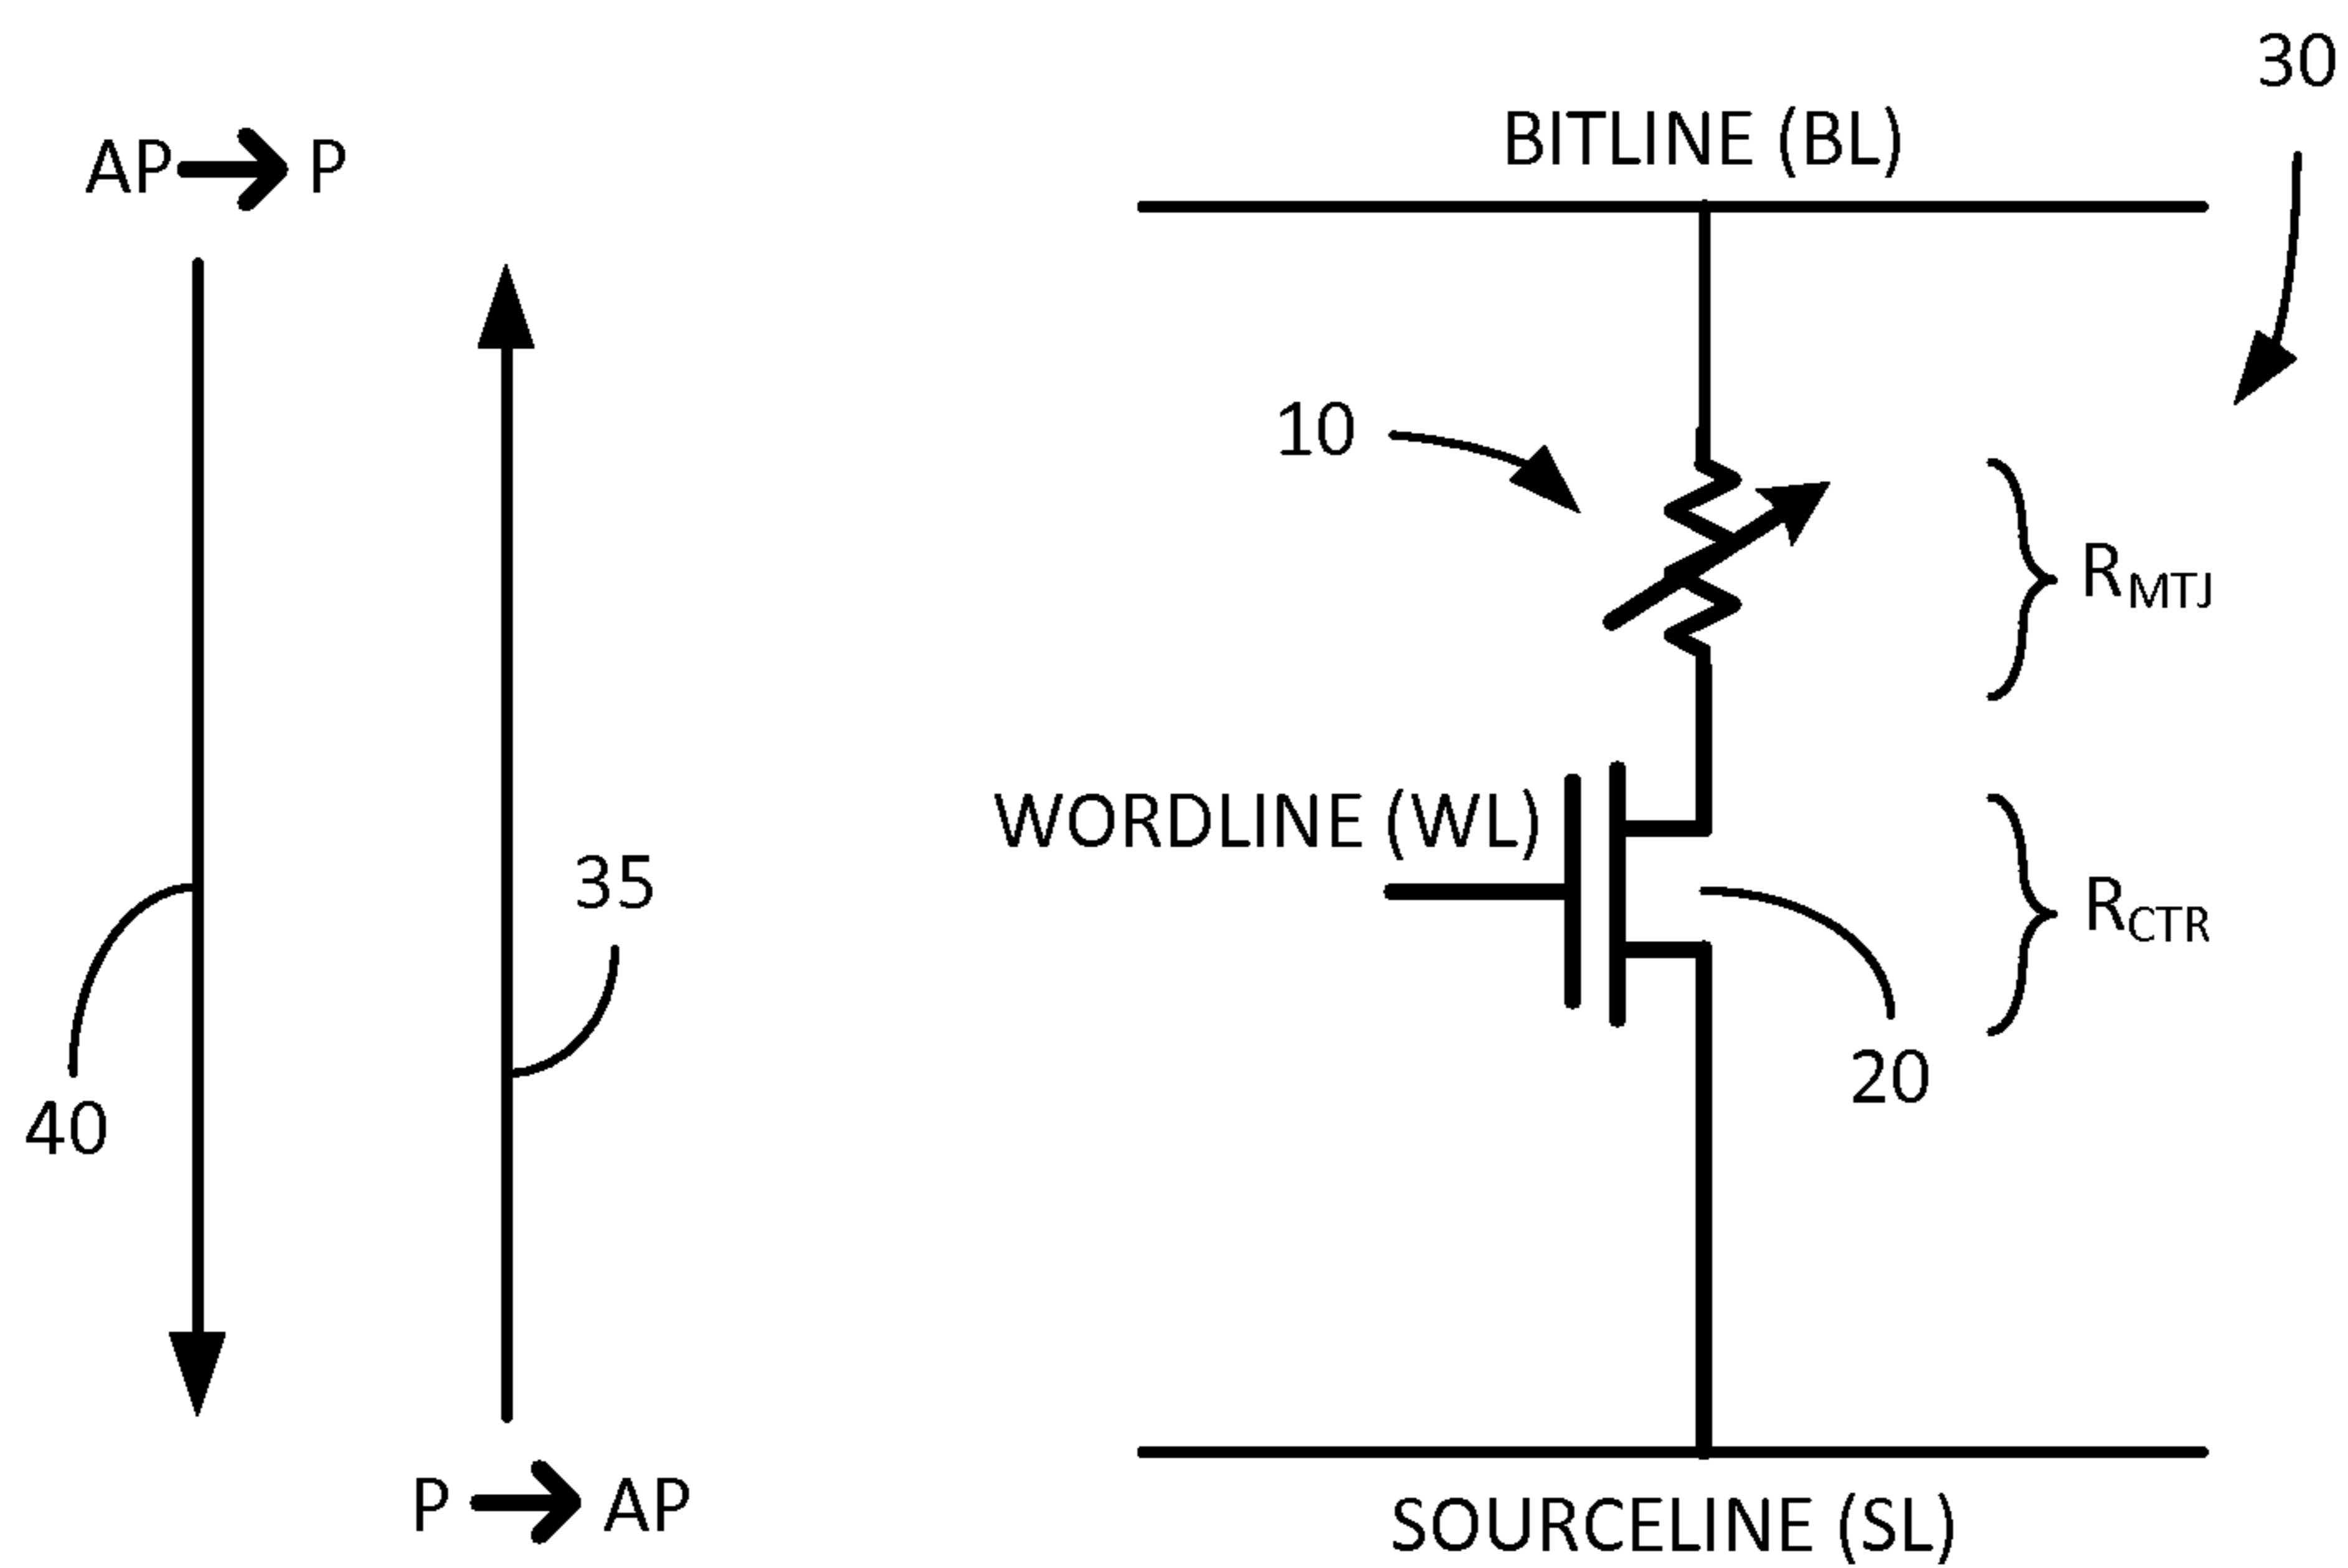 30
BITLINE (BL)
AP → P
10
R_MTJ
WORDLINE (WL)
35
R_CTR
20
40
P → AP
SOURCELINE (SL)